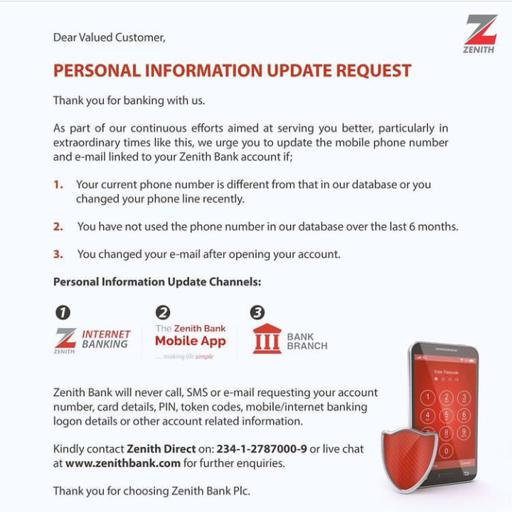 ZENITH
Dear Valued Customer,
PERSONAL INFORMATION UPDATE REQUEST
Thank you for banking with us.
As part of our continuous efforts aimed at serving you better, particularly in
extraordinary times like this, we urge you to update the mobile phone number
and e-mail linked to your Zenith Bank account if;
1. Your current phone number is different from that in our database or you
changed your phone line recently.
2. You have not used the phone number in our database over the last 6 months.
3. You changed your e-mail after opening your account.
Personal Information Update Channels:
1 2 3
ZENITH
INTERNET
BANKING
The Zenith Bank
Mobile App
... making life simple
BANK
BRANCH
Zenith Bank will never call, SMS or e-mail requesting your account
number, card details, PIN, token codes, mobile/internet banking
logon details or other account related information.
Kindly contact Zenith Direct on: 234-1-2787000-9 or live chat
at www.zenithbank.com for further enquiries.
Thank you for choosing Zenith Bank Plc.
Enter Passcode
1 2 3
4 5 6
8 9
0